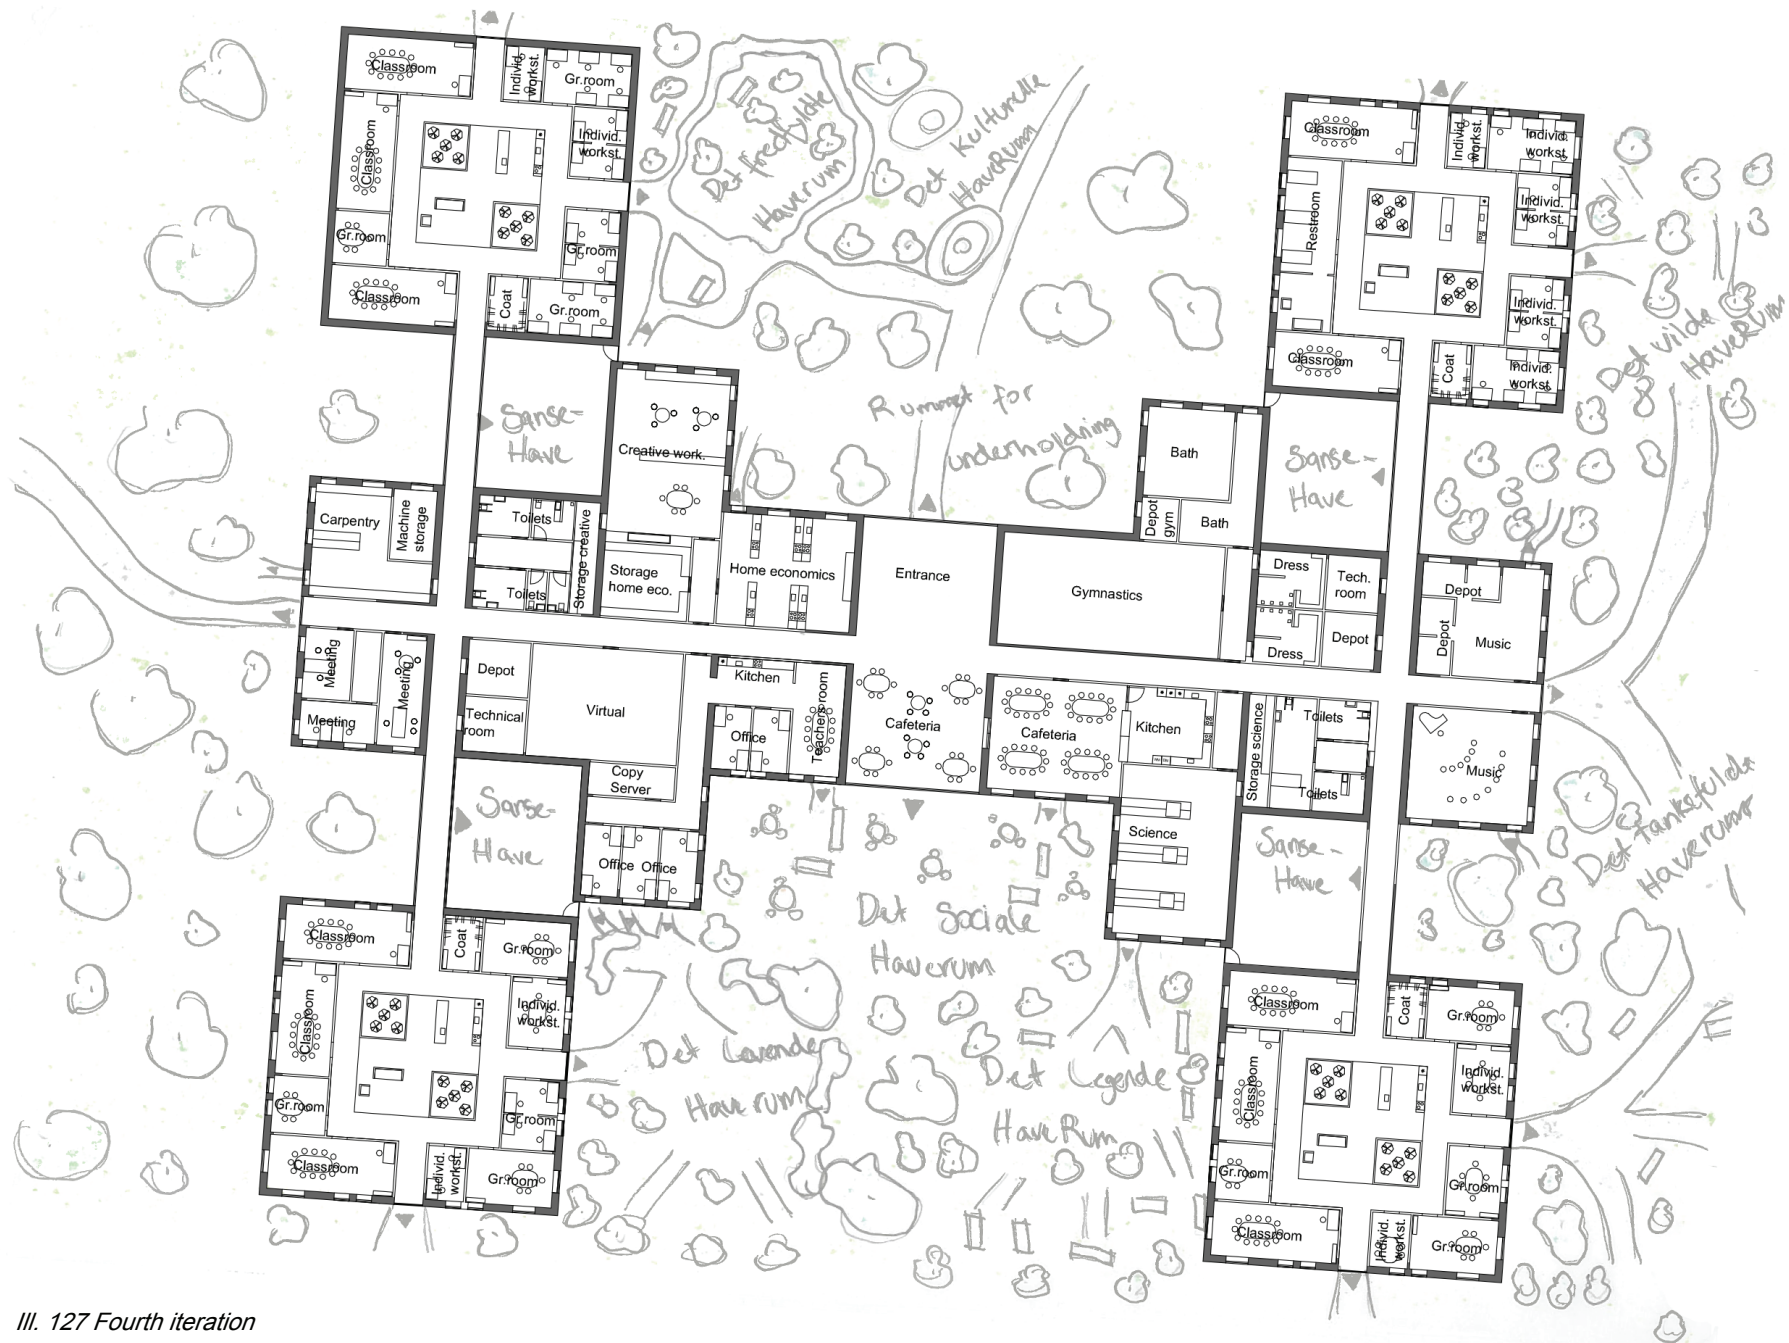 Classroom
Individ.
workst.
Gr.room
Classroom
Individ.
workst.
Gr.room
Gr.room
Classroom
Coat
Gr.room
Det fredfyldte
Haverum
Det Kulturelle
HaveRum
Classroom
Individ.
workst.
Individ.
workst.
Restroom
Individ.
workst.
Individ.
workst.
Classroom
Coat
Individ.
workst.
Det vilde
HaveRum
Sanse-
Have
Creative work.
Rummet for
underholdning
Bath
Depot
gym
Bath
Sanse-
Have
Carpentry
Machine
storage
Toilets
Toilets
Storage creative
Storage
home eco.
Home economics
Entrance
Gymnastics
Dress
Tech.
room
Dress
Depot
Depot
Depot
Music
Meeting
Meeting
Meeting
Depot
Technical
room
Virtual
Kitchen
Office
Teachers room
Cafeteria
Cafeteria
Kitchen
Storage science
Toilets
Toilets
Music
Copy
Server
Sanse-
Have
Office
Office
Science
Sanse-
Have
Det tankefulde
Haverum
Det Sociale
Haverum
Classroom
Coat
Gr.room
Classroom
Individ.
workst.
Gr.room
Gr.room
Classroom
Individ.
workst.
Gr.room
Det Levende
Haverum
Det Legende
HaveRum
Classroom
Coat
Gr.room
Classroom
Individ.
workst.
Gr.room
Gr.room
Classroom
Individ.
workst.
Gr.room
Ill. 127 Fourth iteration